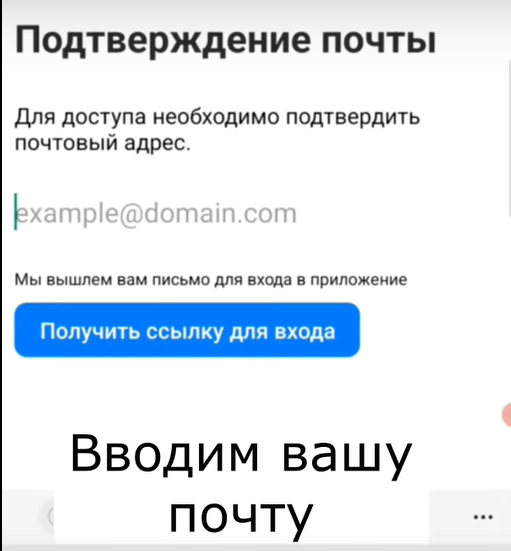 Подтверждение почты
Для доступа необходимо подтвердить
почтовый адрес.
example@domain.com
Мы вышлем вам письмо для входа в приложение
Получить ссылку для входа
Вводим вашу
почту